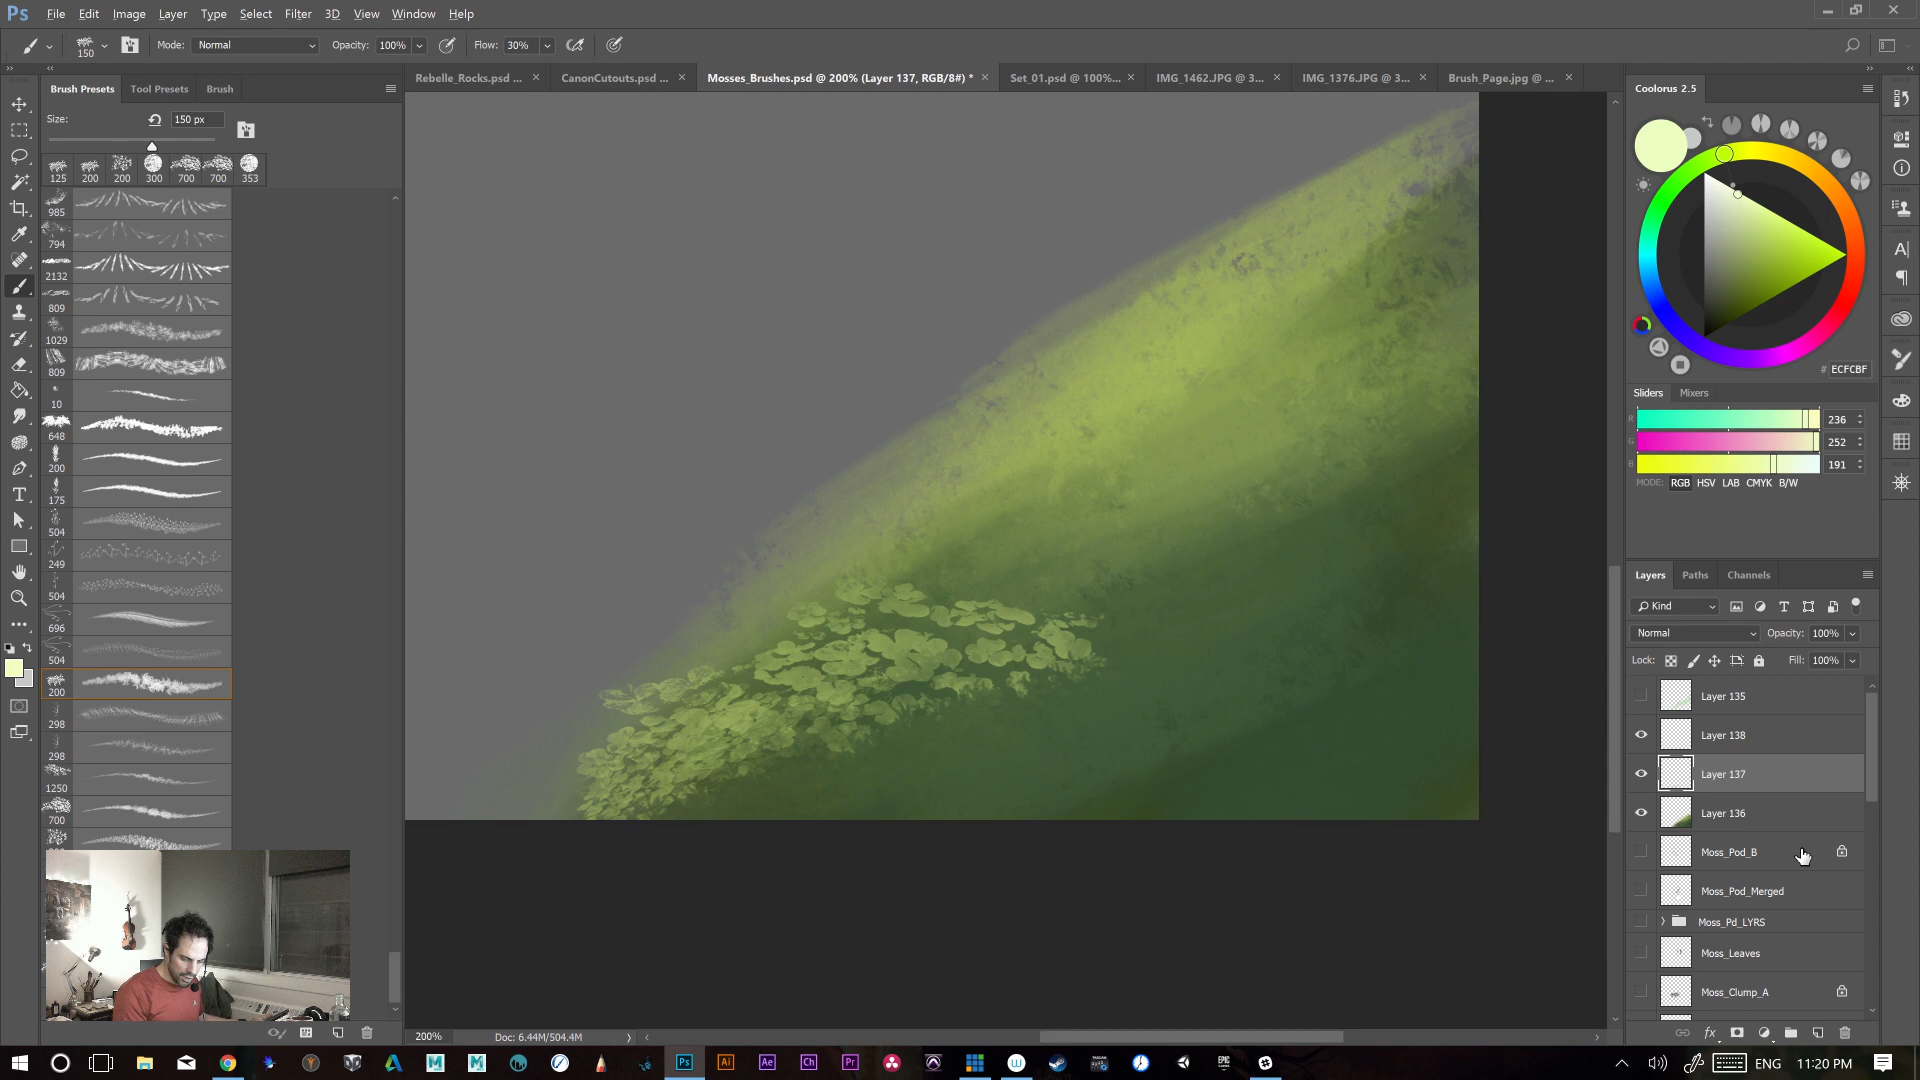 Ps File Edit Image Layer Type Select Filter 3D View Window Help
150 Mode: Normal Opacity: 100% Flow: 30%
Brush Presets Tool Presets Brush
Rebelle_Rocks.psd ... CanonCutouts.psd ... Mosses_Brushes.psd @ 200% (Layer 137, RGB/8#) * Set_01.psd @ 100%... IMG_1462.JPG @ 3... IMG_1376.JPG @ 3... Brush_Page.jpg @ ...
Coolorus 2.5
Size: 150 px
125 200 200 300 700 700 353
985
794
2132
809
1029
809
10
648
200
175
504
249
504
696
504
200
298
298
1250
700
# ECFCBF
Sliders Mixers
R 236
G 252
B 191
MODE: RGB HSV LAB CMYK B/W
Layers Paths Channels
Kind
Normal Opacity: 100%
Lock: Fill: 100%
Layer 135
Layer 138
Layer 137
Layer 136
Moss_Pod_B
Moss_Pod_Merged
Moss_Pd_LYRS
Moss_Leaves
Moss_Clump_A
fx
200% Doc: 6.44M/504.4M
Ps Ai Ae Ch Pr
ENG 11:20 PM